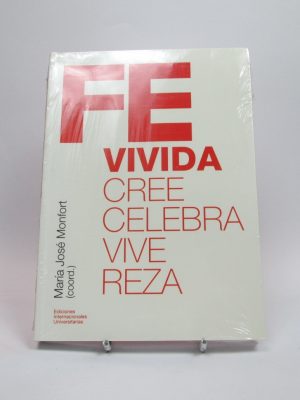 FE
VIVIDA
CREE
CELEBRA
VIVE
REZA
María José Monfort
(coord.)
Ediciones
Internacionales
Universitarias